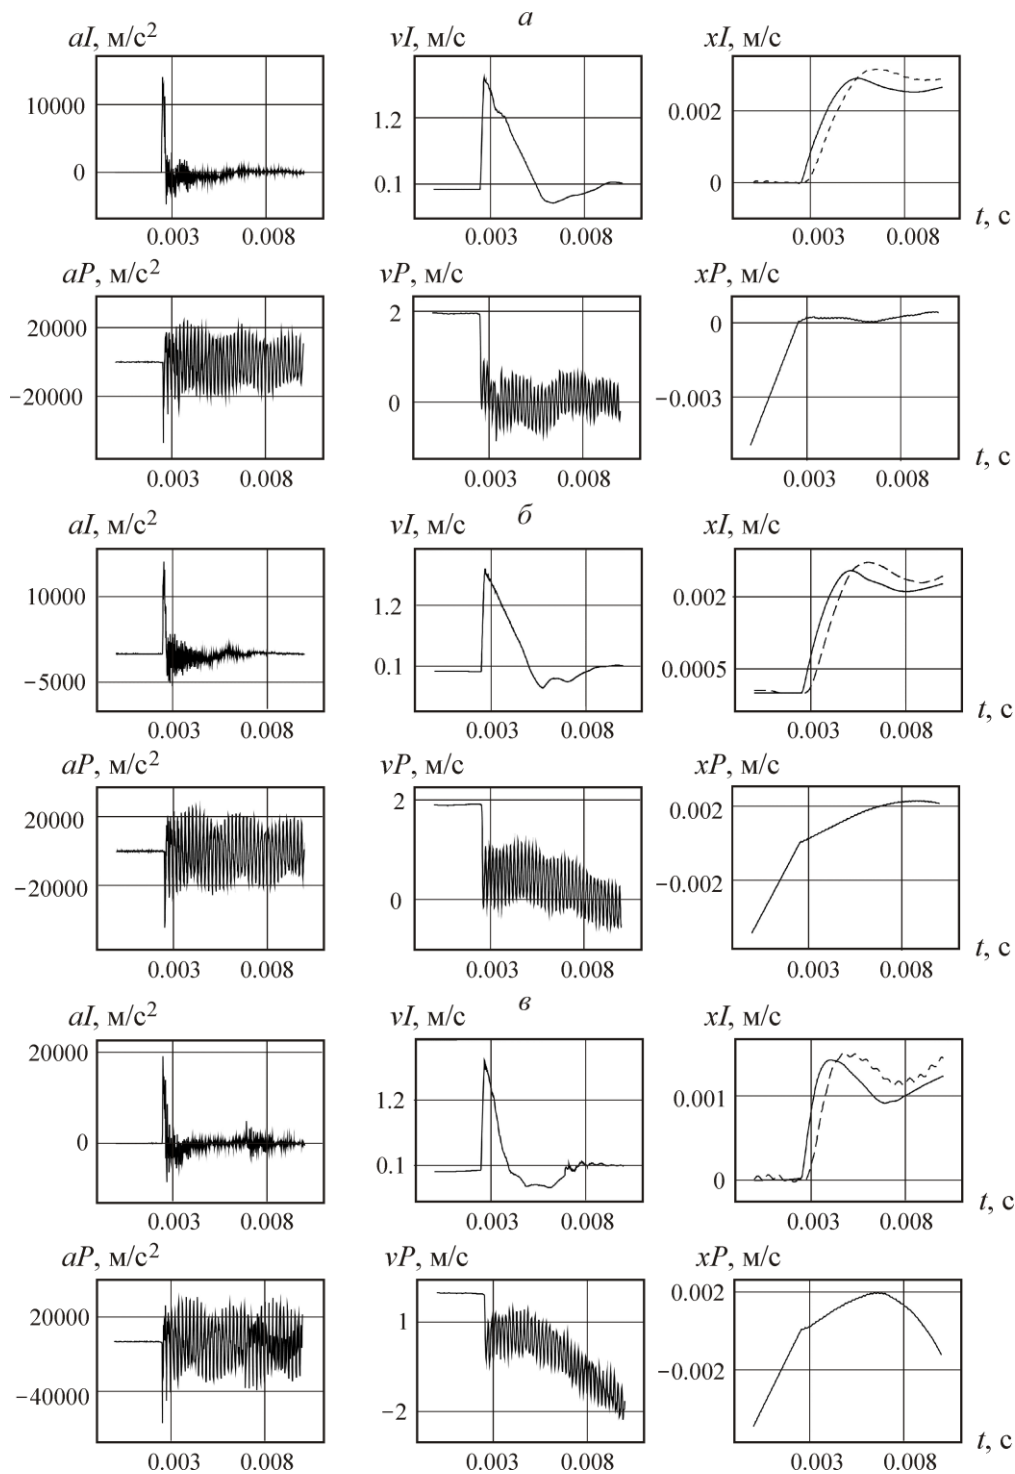 а
aI, м/с2 vI, м/с xI, м/с
10000 1.2 0.002
0 0.1 0
0.003 0.008 0.003 0.008 0.003 0.008 t, с
aP, м/с2 vP, м/с xP, м/с
20000 2 0
−20000 0 −0.003
0.003 0.008 0.003 0.008 0.003 0.008 t, с
б
aI, м/с2 vI, м/с xI, м/с
10000 1.2 0.002
−5000 0.1 0.0005
0.003 0.008 0.003 0.008 0.003 0.008 t, с
aP, м/с2 vP, м/с xP, м/с
20000 2 0.002
−20000 0 −0.002
0.003 0.008 0.003 0.008 0.003 0.008 t, с
в
aI, м/с2 vI, м/с xI, м/с
20000 1.2 0.001
0 0.1 0
0.003 0.008 0.003 0.008 0.003 0.008 t, с
aP, м/с2 vP, м/с xP, м/с
20000 1 0.002
−40000 −2 −0.002
0.003 0.008 0.003 0.008 0.003 0.008 t, с